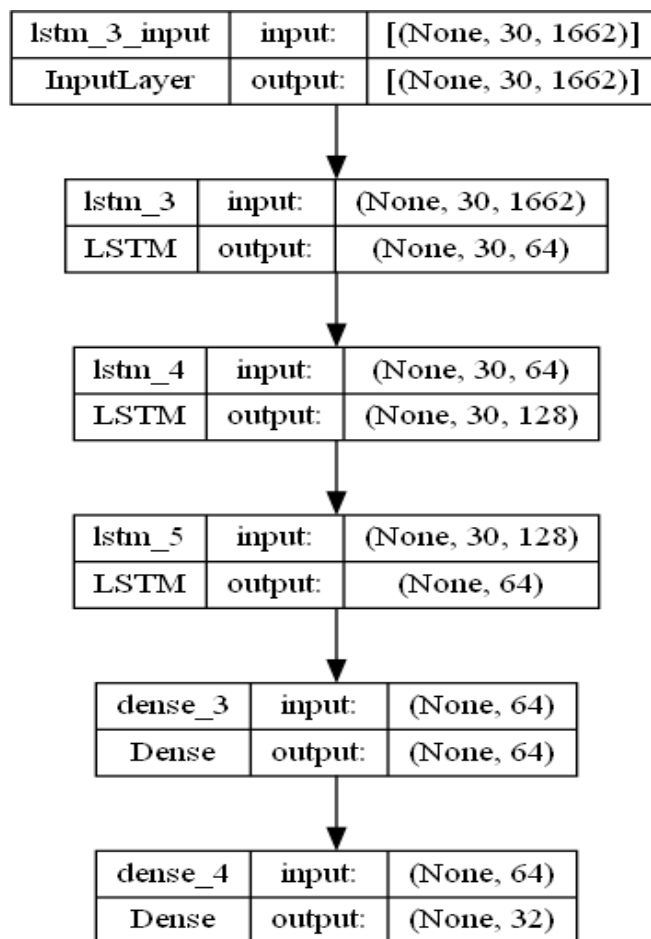 lstm_3_input input: [(None, 30, 1662)]
InputLayer output: [(None, 30, 1662)]
lstm_3 input: (None, 30, 1662)
LSTM output: (None, 30, 64)
lstm_4 input: (None, 30, 64)
LSTM output: (None, 30, 128)
lstm_5 input: (None, 30, 128)
LSTM output: (None, 64)
dense_3 input: (None, 64)
Dense output: (None, 64)
dense_4 input: (None, 64)
Dense output: (None, 32)